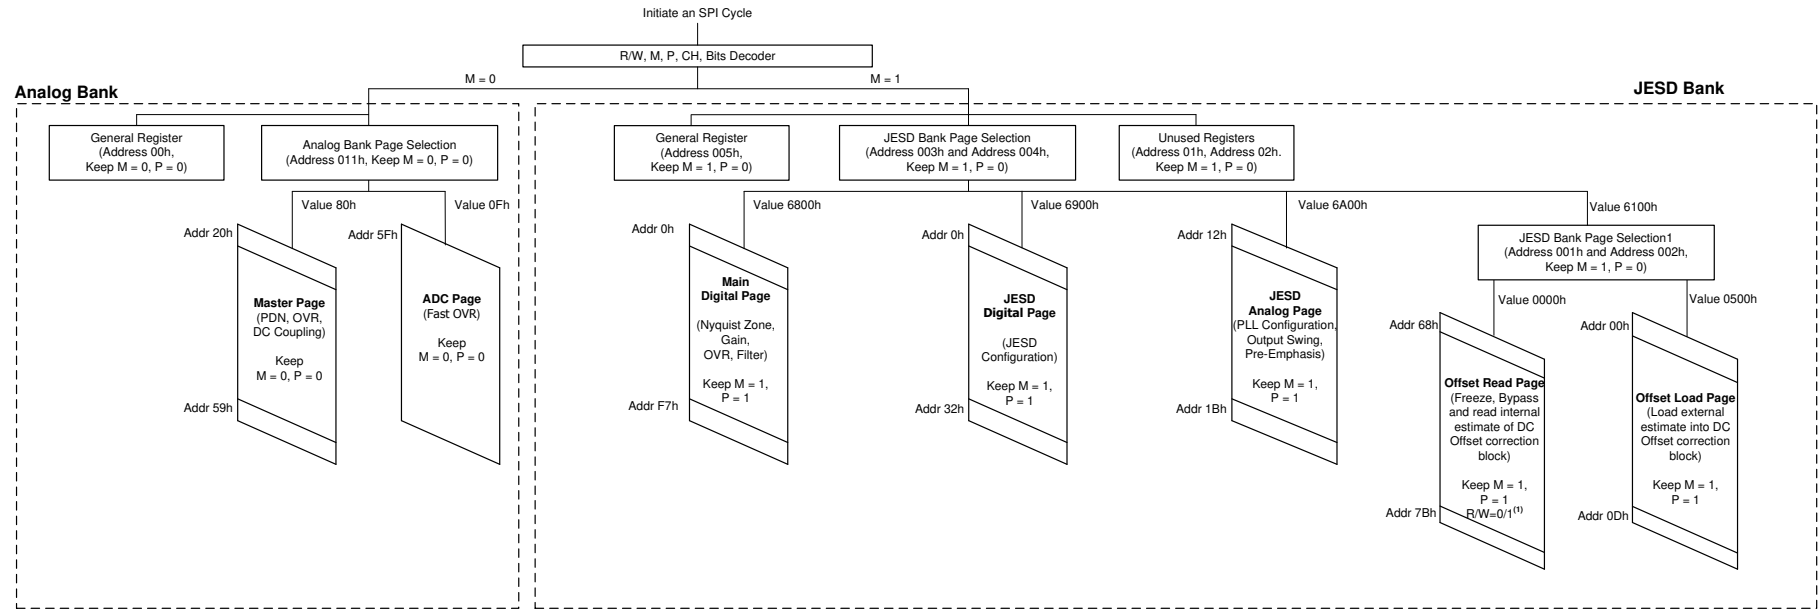 Initiate an SPI Cycle
R/W, M, P, CH, Bits Decoder
M = 0
M = 1
Analog Bank
JESD Bank
General Register
(Address 00h,
Keep M = 0, P = 0)
Analog Bank Page Selection
(Address 011h, Keep M = 0, P = 0)
General Register
(Address 005h,
Keep M = 1, P = 0)
JESD Bank Page Selection
(Address 003h and Address 004h,
Keep M = 1, P = 0)
Unused Registers
(Address 01h, Address 02h.
Keep M = 1, P = 0)
Value 80h
Value 0Fh
Value 6800h
Value 6900h
Value 6A00h
Value 6100h
Addr 20h
Master Page
(PDN, OVR,
DC Coupling)
Keep
M = 0, P = 0
Addr 59h
Addr 5Fh
ADC Page
(Fast OVR)
Keep
M = 0, P = 0
Addr 0h
Main
Digital Page
(Nyquist Zone,
Gain,
OVR, Filter)
Keep M = 1,
P = 1
Addr F7h
Addr 0h
JESD
Digital Page
(JESD
Configuration)
Keep M = 1,
P = 1
Addr 32h
Addr 12h
JESD
Analog Page
(PLL Configuration,
Output Swing,
Pre-Emphasis)
Keep M = 1,
P = 1
Addr 1Bh
JESD Bank Page Selection1
(Address 001h and Address 002h,
Keep M = 1, P = 0)
Value 0000h
Value 0500h
Addr 68h
Offset Read Page
(Freeze, Bypass
and read internal
estimate of DC
Offset correction
block)
Keep M = 1,
P = 1
R/W=0/1(1)
Addr 7Bh
Addr 00h
Offset Load Page
(Load external
estimate into DC
Offset correction
block)
Keep M = 1,
P = 1
Addr 0Dh